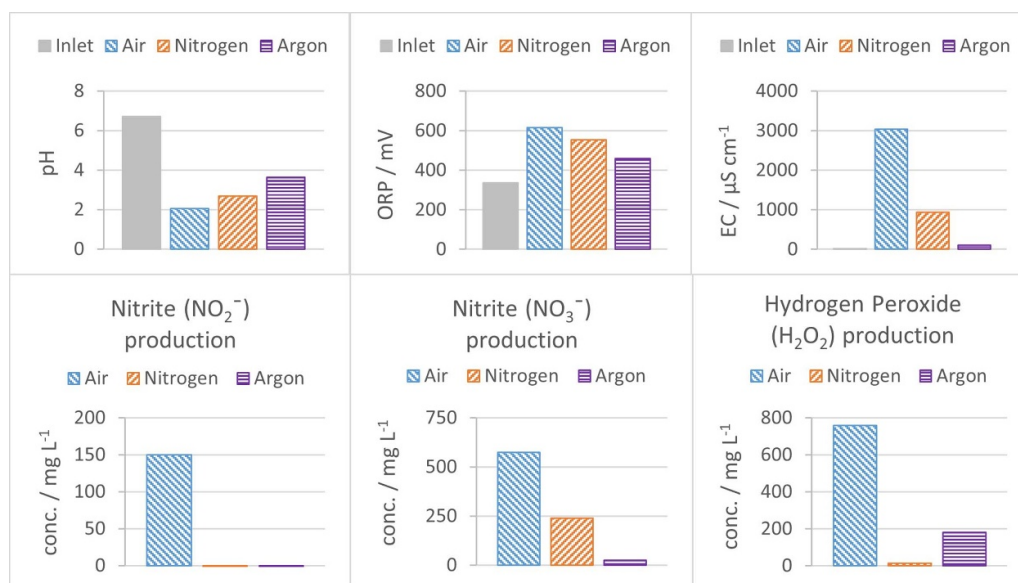 Inlet Air Nitrogen Argon
8
6
4
2
0
pH
Inlet Air Nitrogen Argon
800
600
400
200
0
ORP / mV
Inlet Air Nitrogen Argon
4000
3000
2000
1000
0
EC / µS cm⁻¹
Nitrite (NO₂⁻)
production
Air Nitrogen Argon
200
150
100
50
0
conc. / mg L⁻¹
Nitrite (NO₃⁻)
production
Air Nitrogen Argon
750
500
250
0
conc. / mg L⁻¹
Hydrogen Peroxide
(H₂O₂) production
Air Nitrogen Argon
800
600
400
200
0
conc. / mg L⁻¹